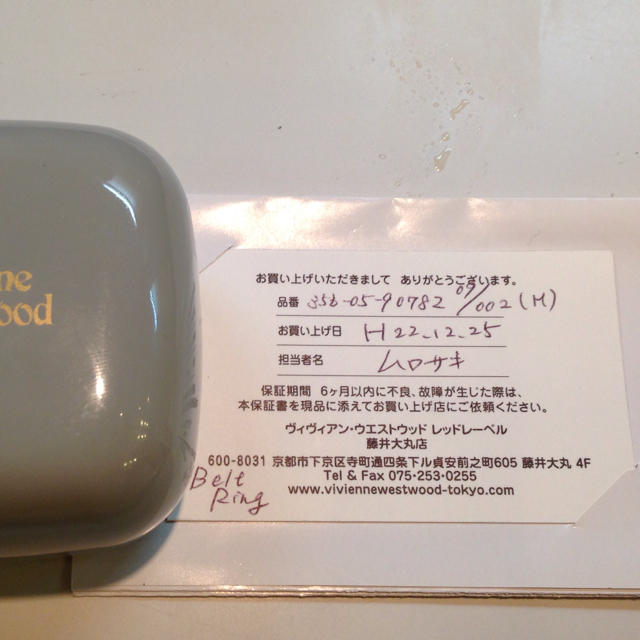 ne
ood
お買い上げいただきまして ありがとうございます。
品番 35b-05-90782 09/002(M)
お買い上げ日 H22.12.25
担当者名 ムロサキ
保証期間 6ヶ月以内に不良、故障が生じた際は、
本保証書を現品に添えてお買い上げ店にご依頼ください。
ヴィヴィアン・ウエストウッド レッドレーベル
藤井大丸店
600-8031 京都市下京区寺町通四条下ル貞安前之町605 藤井大丸 4F
Tel & Fax 075・253・0255
www.viviennewestwood-tokyo.com
Belt
Ring